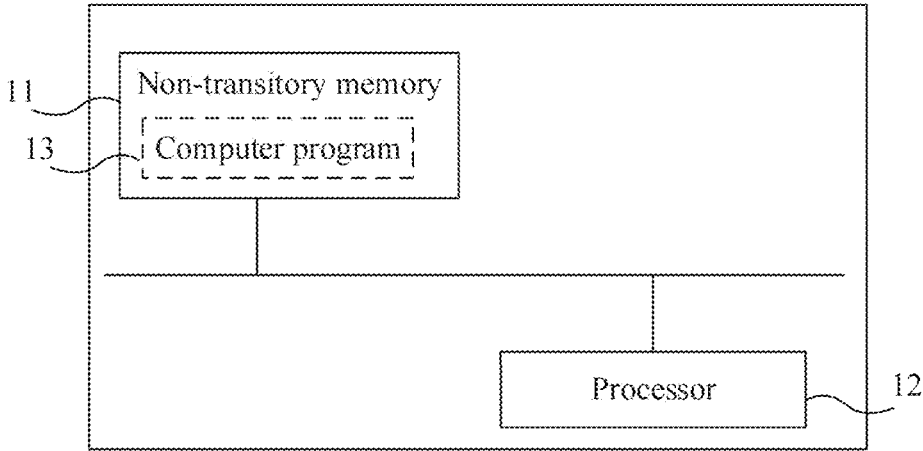 11
Non-transitory memory
13
Computer program
Processor
12